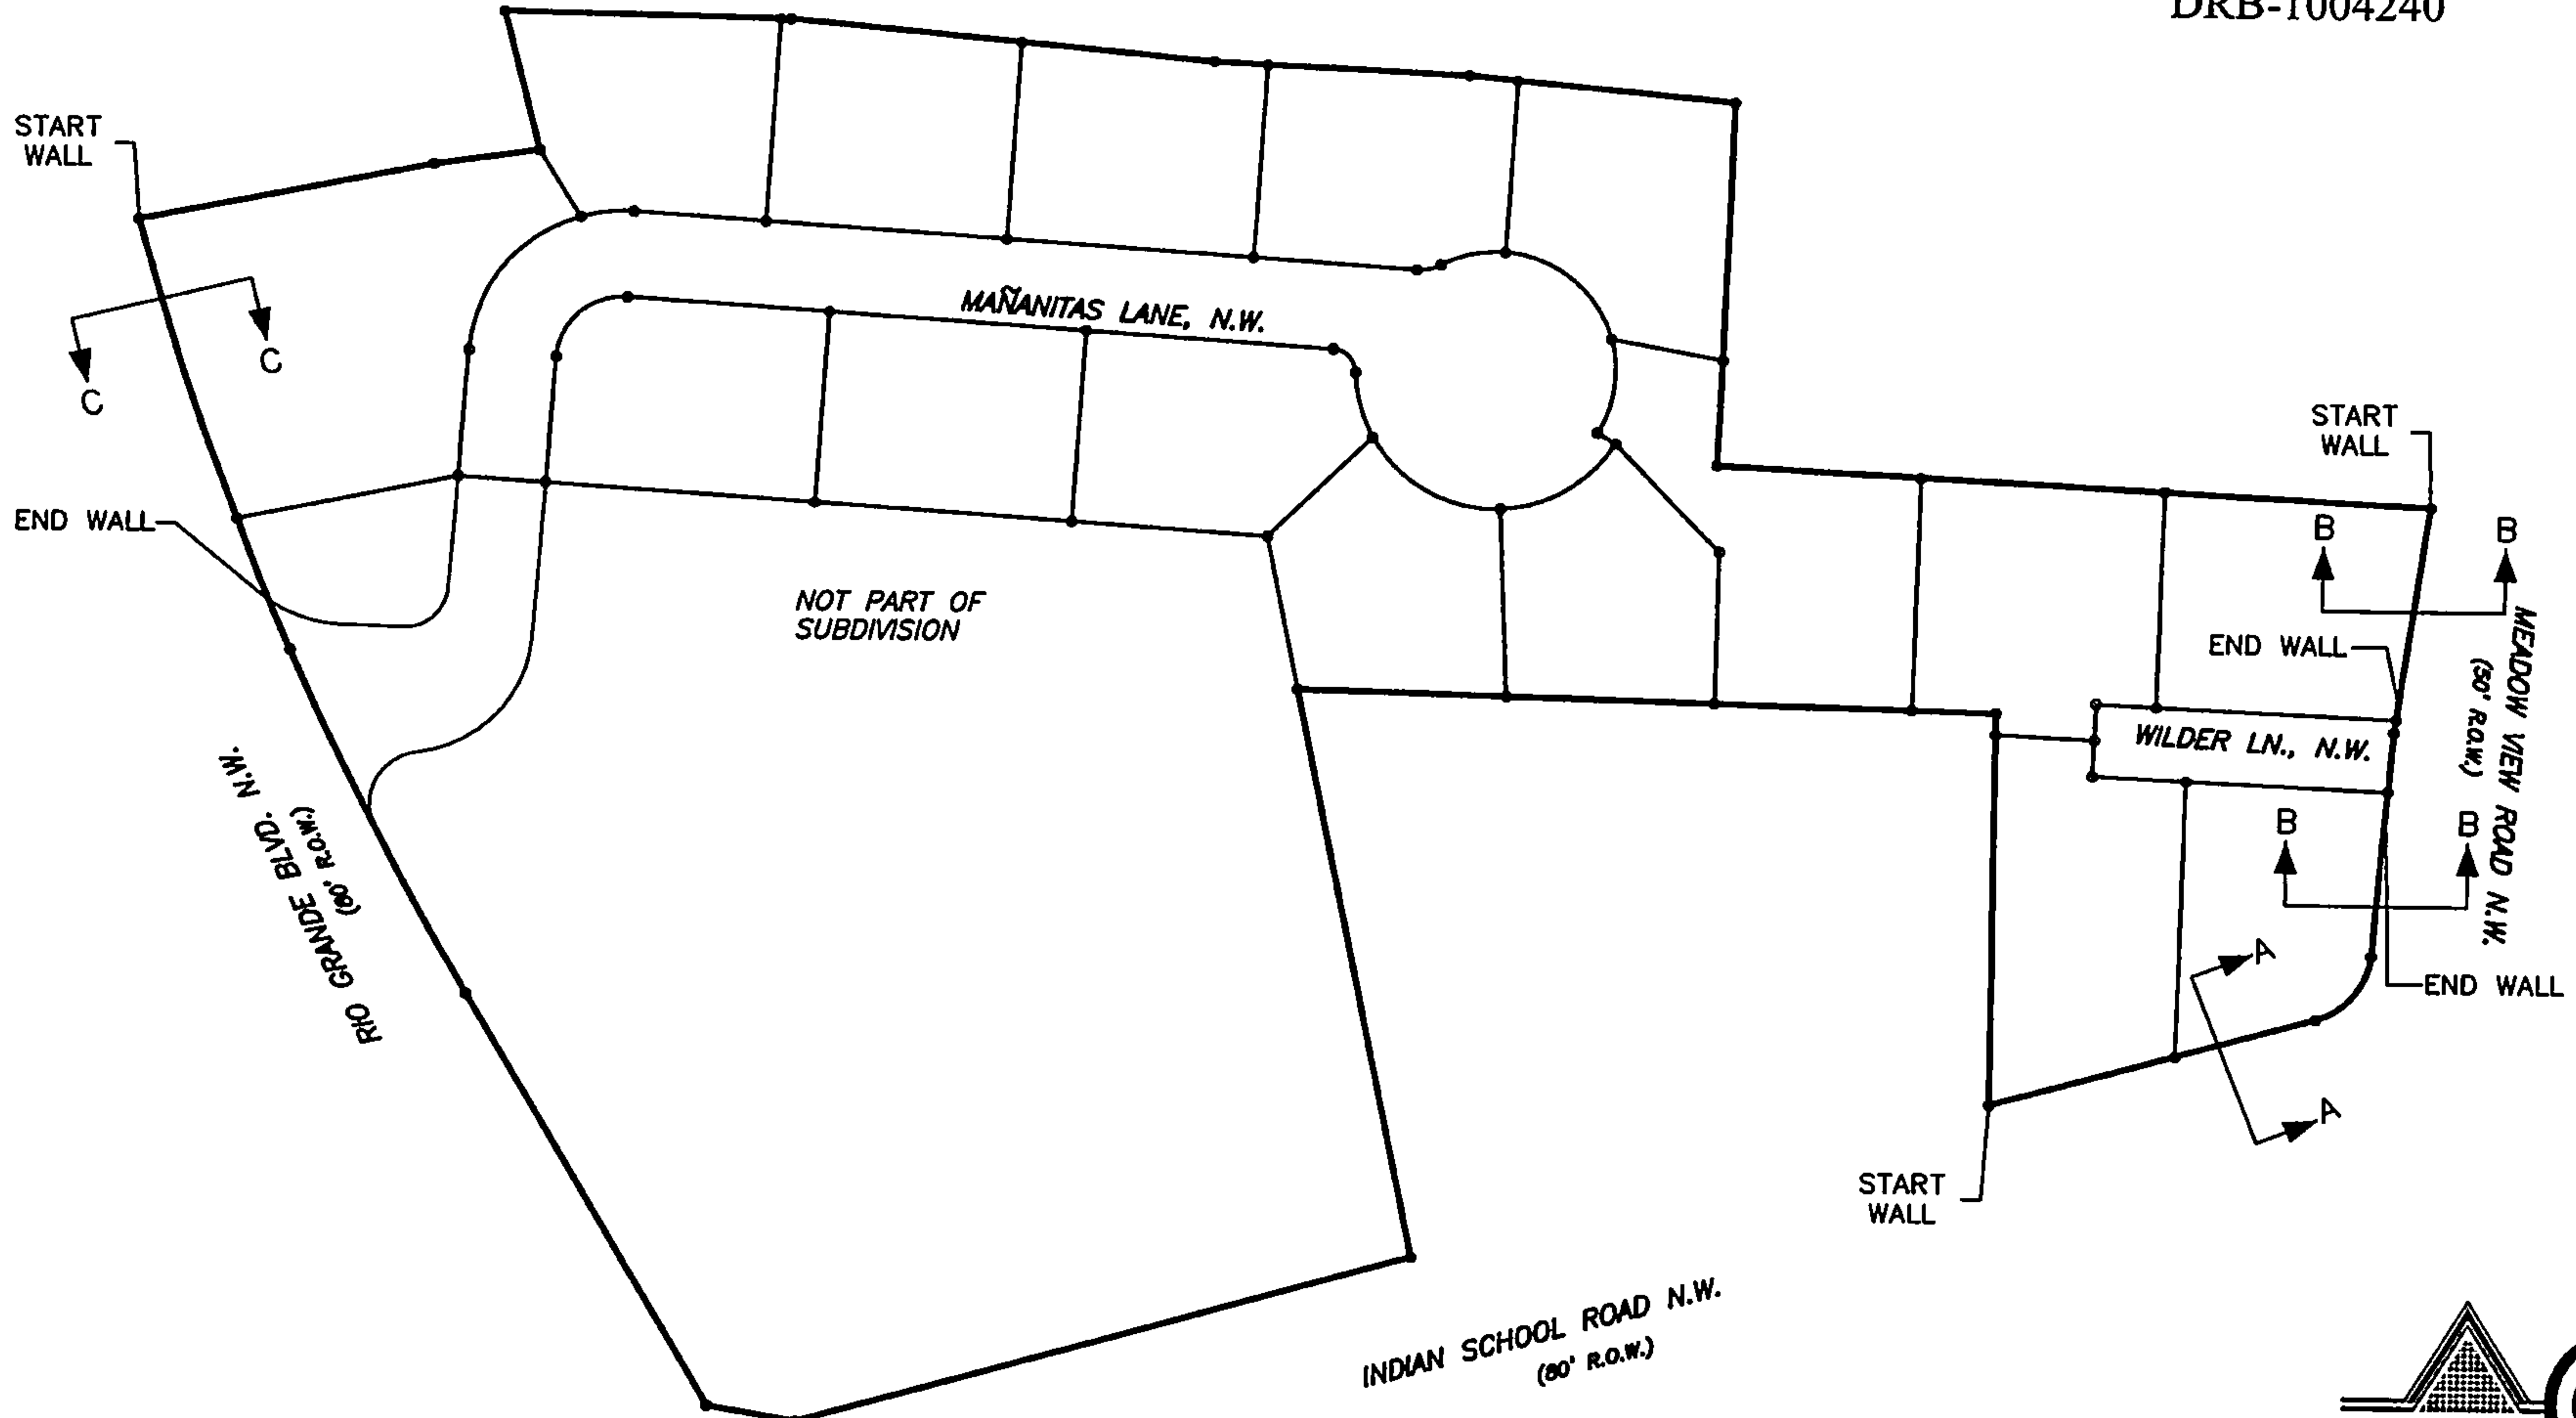 DRB-1004240
START
WALL
MAÑANITAS LANE, N.W.
C
C
START
WALL
END WALL
B
B
NOT PART OF
SUBDIVISION
END WALL
MEADOW VIEW ROAD N.W.
(50' R.O.W.)
WILDER LN., N.W.
RIO GRANDE BLVD. N.W.
B
B
A
END WALL
A
START
WALL
INDIAN SCHOOL ROAD N.W.
(80' R.O.W.)